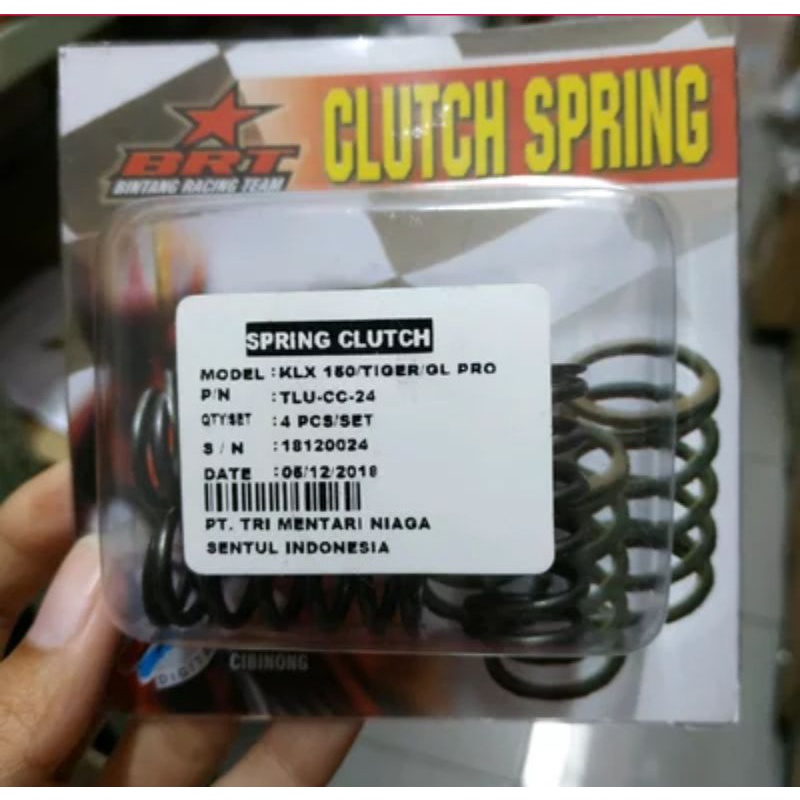 CLUTCH SPRING
BRT
BINTANG RACING TEAM
SPRING CLUTCH
MODEL : KLX 150/TIGER/GL PRO
P/N : TLU-CC-24
QTY/SET : 4 PCS/SET
S / N : 18120024
DATE : 05/12/2018
PT. TRI MENTARI NIAGA
SENTUL INDONESIA
CIBINONG